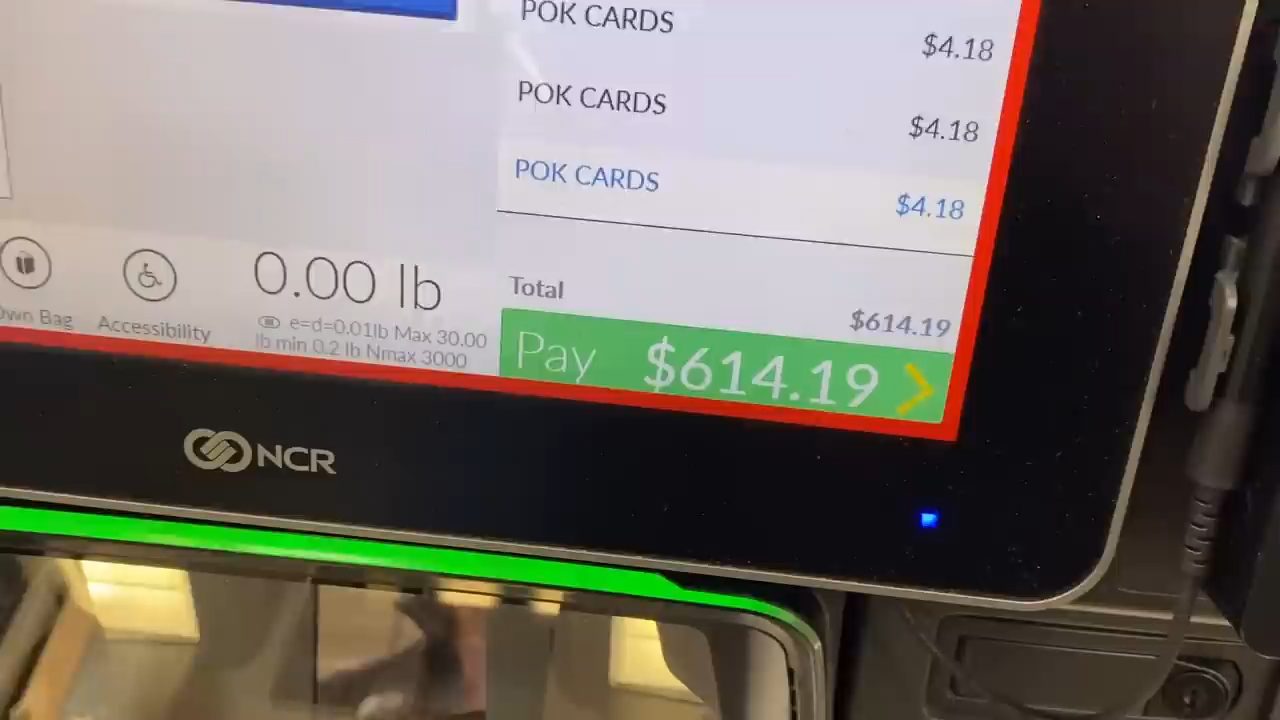 POK CARDS
$4.18
POK CARDS
$4.18
POK CARDS
$4.18
Total
$614.19
Pay $614.19
Own Bag
Accessibility
0.00 lb
e=d=0.01lb Max 30.00
lb min 0.2 lb Nmax 3000
NCR